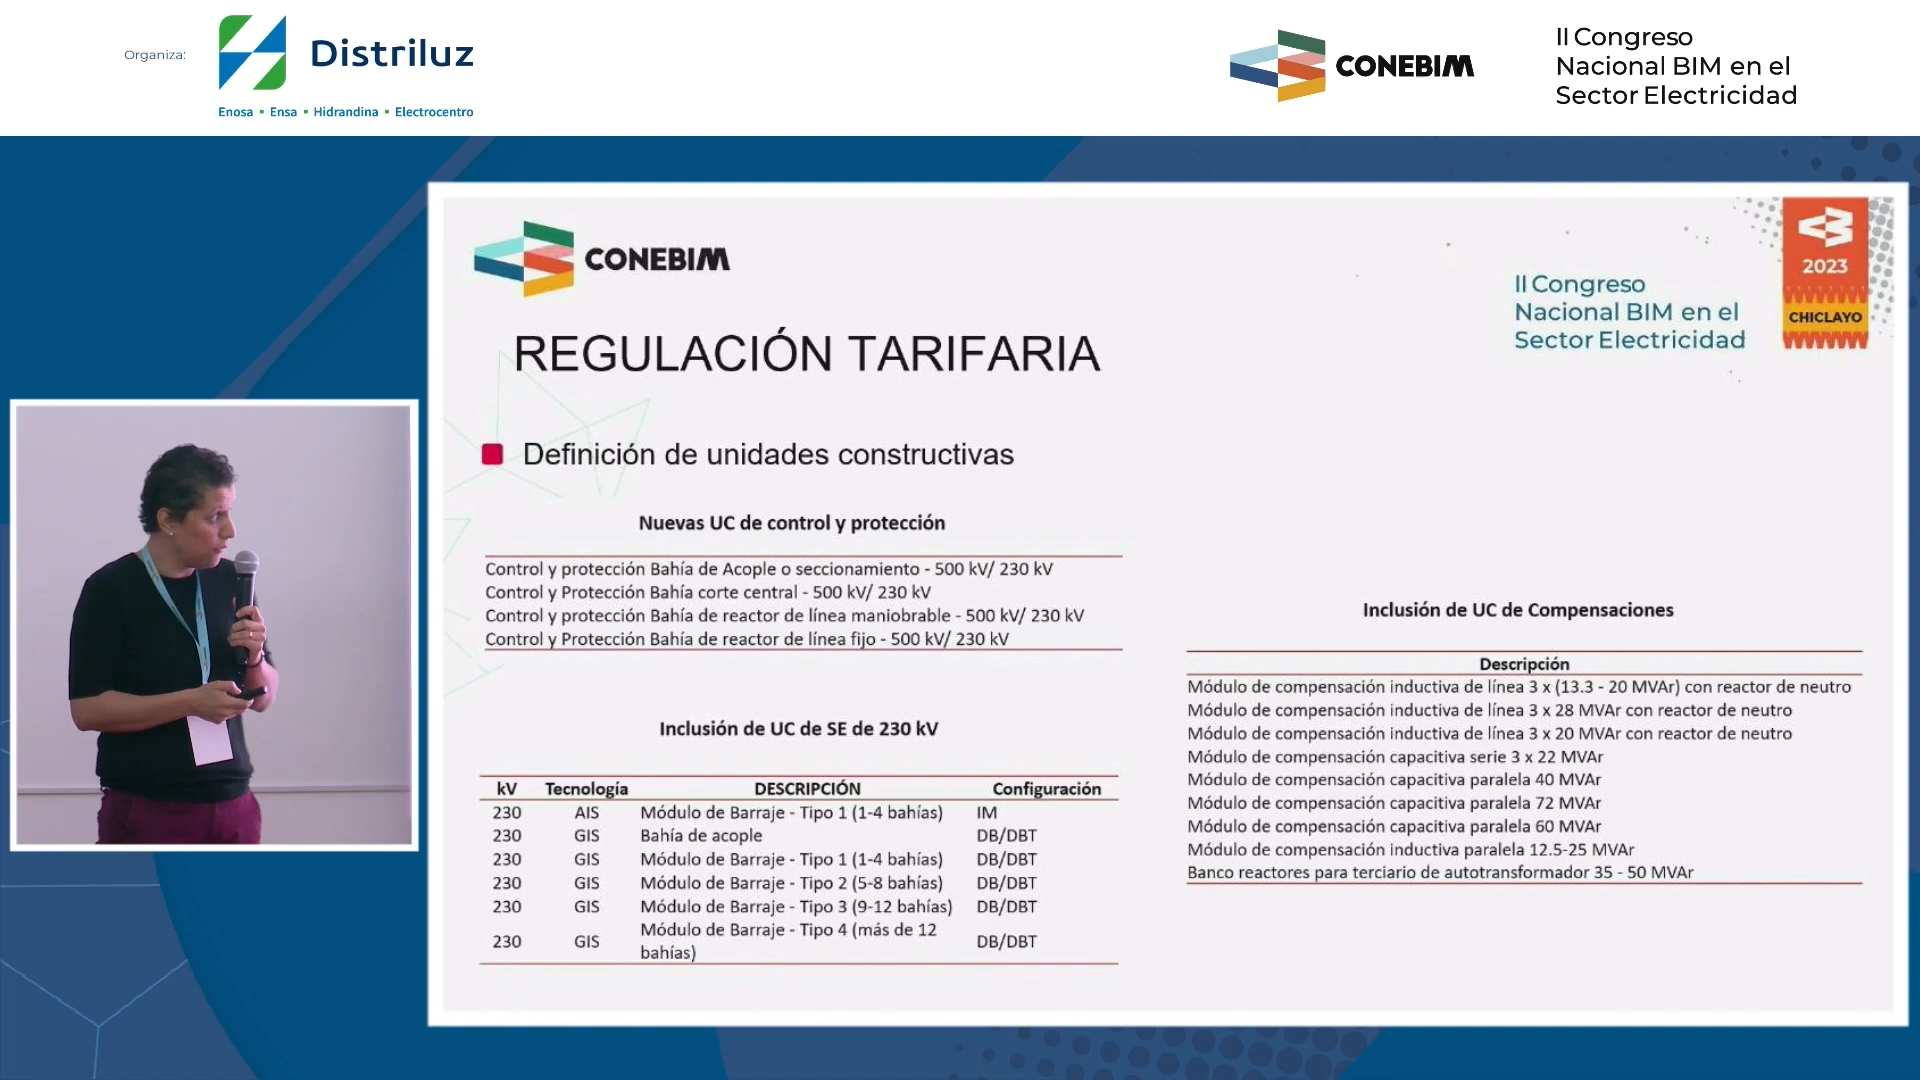 Organiza:
Distriluz
Enosa ▪ Ensa ▪ Hidrandina ▪ Electrocentro
CONEBIM
II Congreso
Nacional BIM en el
Sector Electricidad
CONEBIM
II Congreso
Nacional BIM en el
Sector Electricidad
2023
CHICLAYO
REGULACIÓN TARIFARIA
Definición de unidades constructivas
Nuevas UC de control y protección
Control y protección Bahía de Acople o seccionamiento - 500 kV/ 230 kV
Control y Protección Bahía corte central - 500 kV/ 230 kV
Control y protección Bahía de reactor de línea maniobrable - 500 kV/ 230 kV
Control y Protección Bahía de reactor de línea fijo - 500 kV/ 230 kV
Inclusión de UC de SE de 230 kV
kV Tecnología DESCRIPCIÓN Configuración
230 AIS Módulo de Barraje - Tipo 1 (1-4 bahías) IM
230 GIS Bahía de acople DB/DBT
230 GIS Módulo de Barraje - Tipo 1 (1-4 bahías) DB/DBT
230 GIS Módulo de Barraje - Tipo 2 (5-8 bahías) DB/DBT
230 GIS Módulo de Barraje - Tipo 3 (9-12 bahías) DB/DBT
230 GIS Módulo de Barraje - Tipo 4 (más de 12
bahías) DB/DBT
Inclusión de UC de Compensaciones
Descripción
Módulo de compensación inductiva de línea 3 x (13.3 - 20 MVAr) con reactor de neutro
Módulo de compensación inductiva de línea 3 x 28 MVAr con reactor de neutro
Módulo de compensación inductiva de línea 3 x 20 MVAr con reactor de neutro
Módulo de compensación capacitiva serie 3 x 22 MVAr
Módulo de compensación capacitiva paralela 40 MVAr
Módulo de compensación capacitiva paralela 72 MVAr
Módulo de compensación capacitiva paralela 60 MVAr
Módulo de compensación inductiva paralela 12.5-25 MVAr
Banco reactores para terciario de autotransformador 35 - 50 MVAr